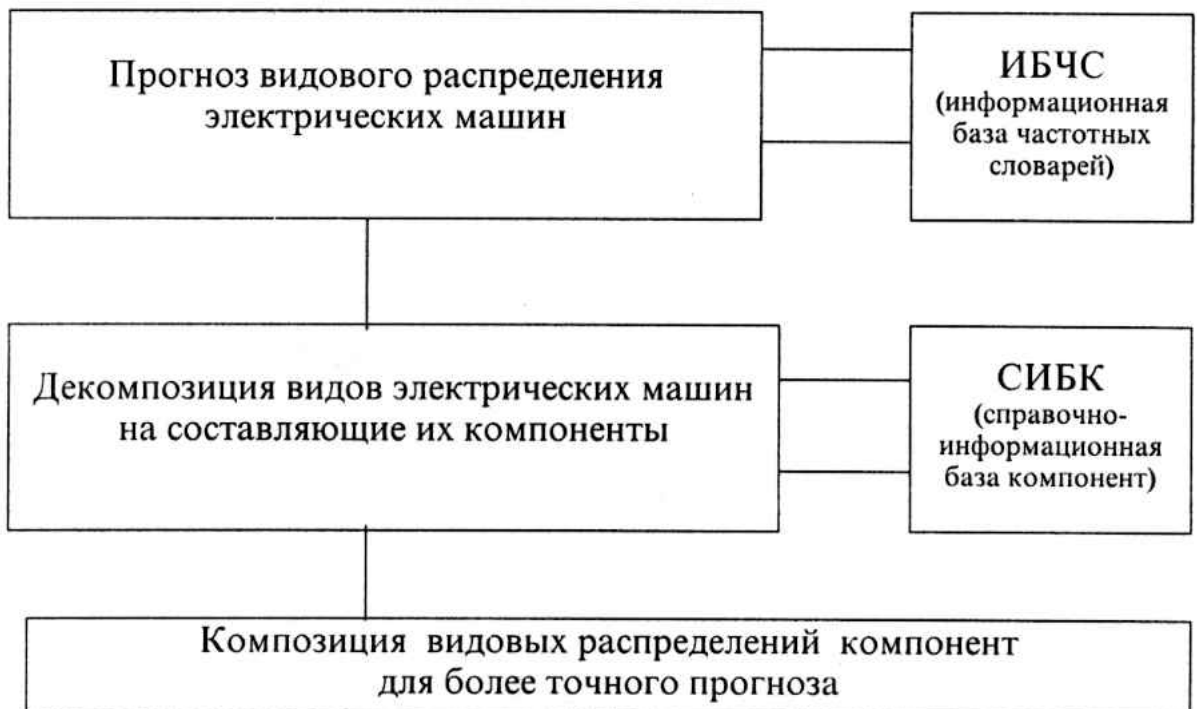 Прогноз видового распределения
электрических машин
ИБЧС
(информационная
база частотных
словарей)
Декомпозиция видов электрических машин
на составляющие их компоненты
СИБК
(справочно-
информационная
база компонент)
Композиция видовых распределений компонент
для более точного прогноза